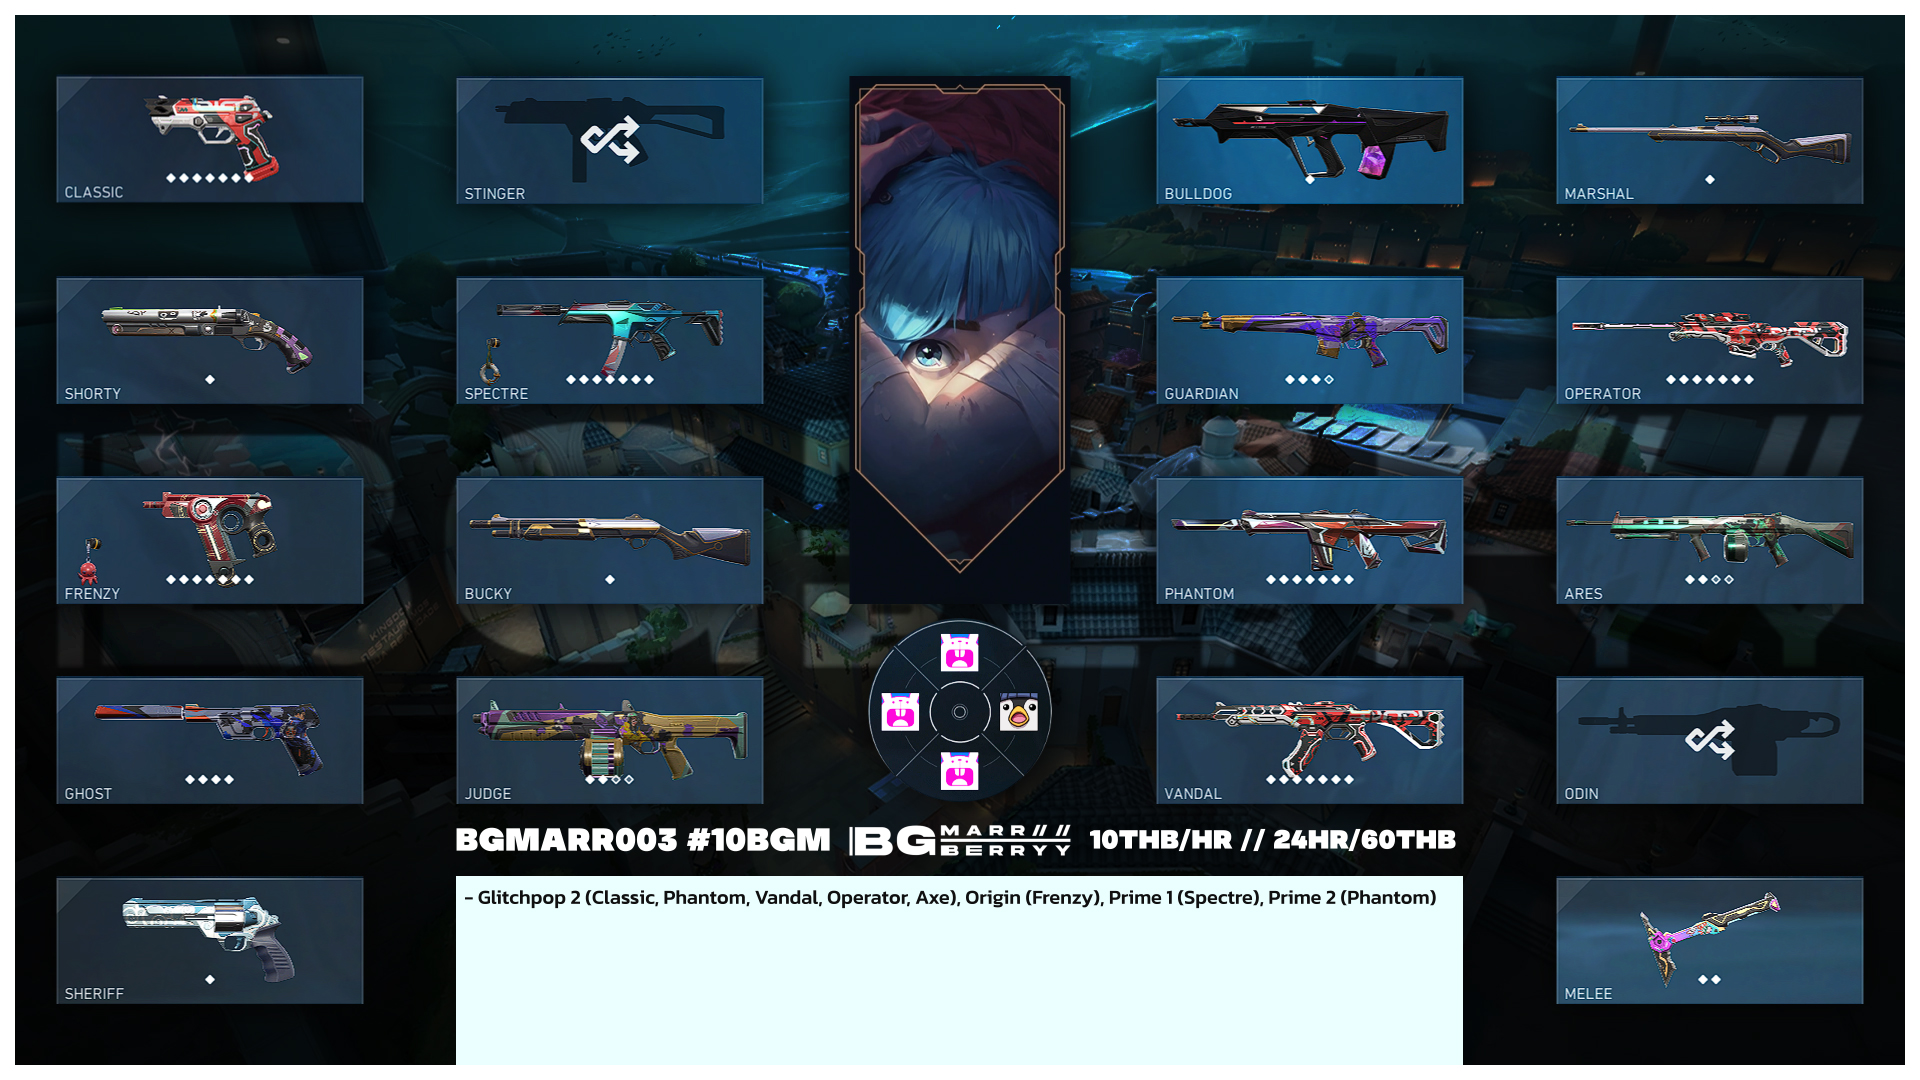 CLASSIC
STINGER
BULLDOG
MARSHAL
SHORTY
SPECTRE
GUARDIAN
OPERATOR
FRENZY
BUCKY
PHANTOM
ARES
GHOST
JUDGE
VANDAL
ODIN
BGMARR003 #10BGM
BG MARR////
BERRYY
10THB/HR // 24HR/60THB
SHERIFF
- Glitchpop 2 (Classic, Phantom, Vandal, Operator, Axe), Origin (Frenzy), Prime 1 (Spectre), Prime 2 (Phantom)
MELEE